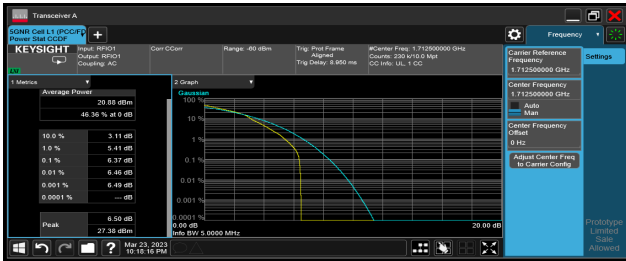 Transceiver A
5GNR Cell L1 (PCC/FD
Power Stat CCDF
Frequency
KEYSIGHT
Input: RFIO1
Output: RFIO1
Coupling: AC
Corr CCorr
Range: -60 dBm
Trig: Prot Frame
Aligned
Trig Delay: 8.950 ms
#Center Freq: 1.712500000 GHz
Counts: 230 k/10.0 Mpt
CC Info: UL, 1 CC
1 Metrics
Average Power
20.88 dBm
46.36 % at 0 dB
10.0 % 3.11 dB
1.0 % 5.41 dB
0.1 % 6.37 dB
0.01 % 6.46 dB
0.001 % 6.49 dB
0.0001 % --- dB
Peak
6.50 dB
27.38 dBm
2 Graph
Gaussian
100 %
10 %
1 %
0.1 %
0.01 %
0.001 %
0.0001 %
0.00 dB
20.00 dB
Info BW 5.0000 MHz
Carrier Reference
Frequency
1.712500000 GHz
Center Frequency
1.712500000 GHz
Auto
Man
Center Frequency
Offset
0 Hz
Adjust Center Freq
to Carrier Config
Settings
Prototype
Limited
Sale
Allowed
?
Mar 23, 2023
10:18:16 PM